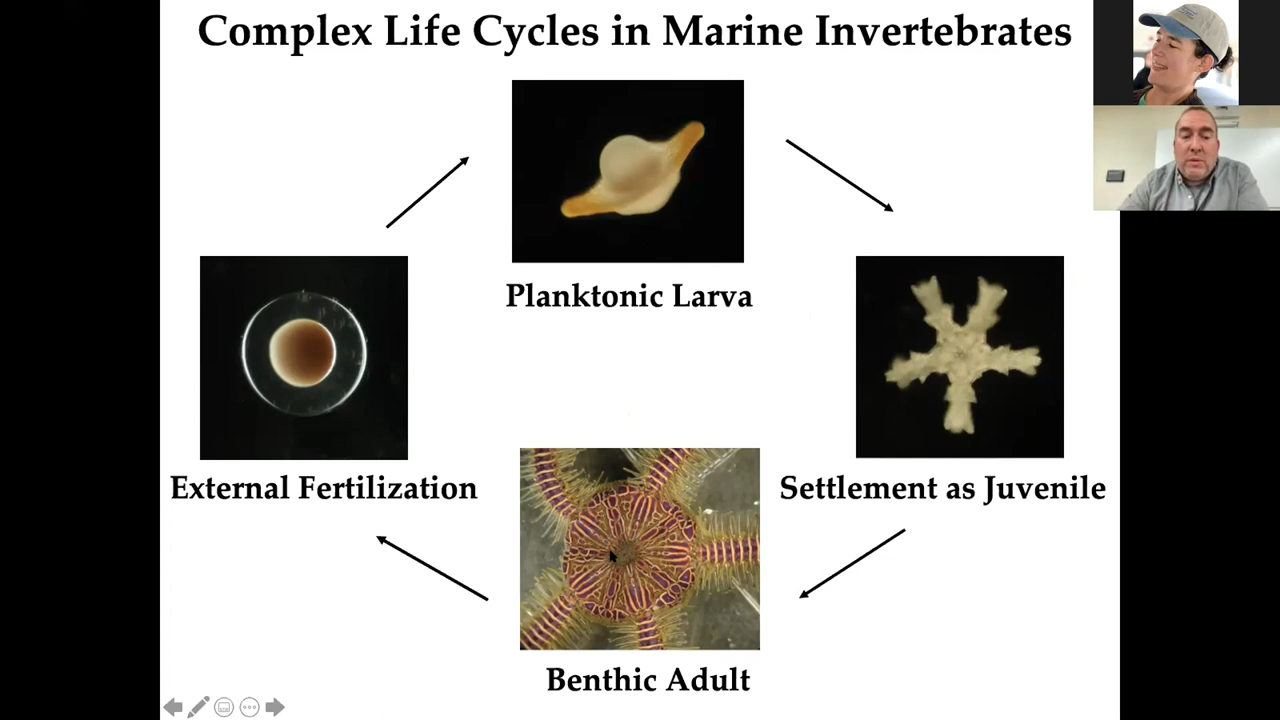 Complex Life Cycles in Marine Invertebrates
Planktonic Larva
External Fertilization
Settlement as Juvenile
Benthic Adult